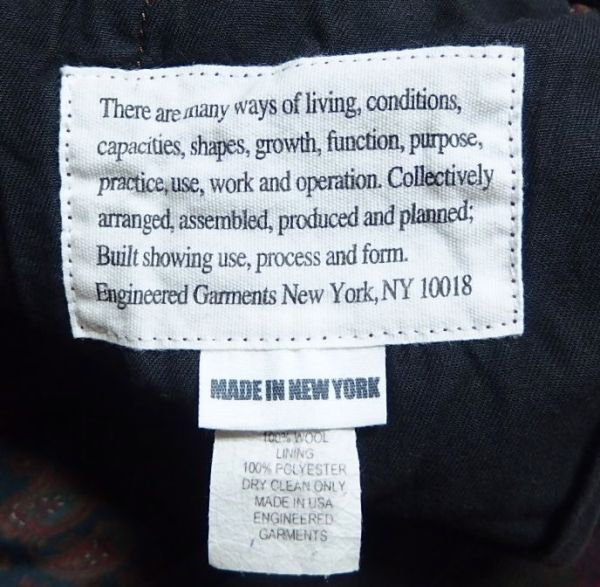 There are many ways of living, conditions,
capacities, shapes, growth, function, purpose,
practice, use, work and operation. Collectively
arranged, assembled, produced and planned;
Built showing use, process and form.
Engineered Garments New York, NY 10018
MADE IN NEW YORK
100% WOOL
LINING
100% POLYESTER
DRY CLEAN ONLY
MADE IN USA
ENGINEERED
GARMENTS